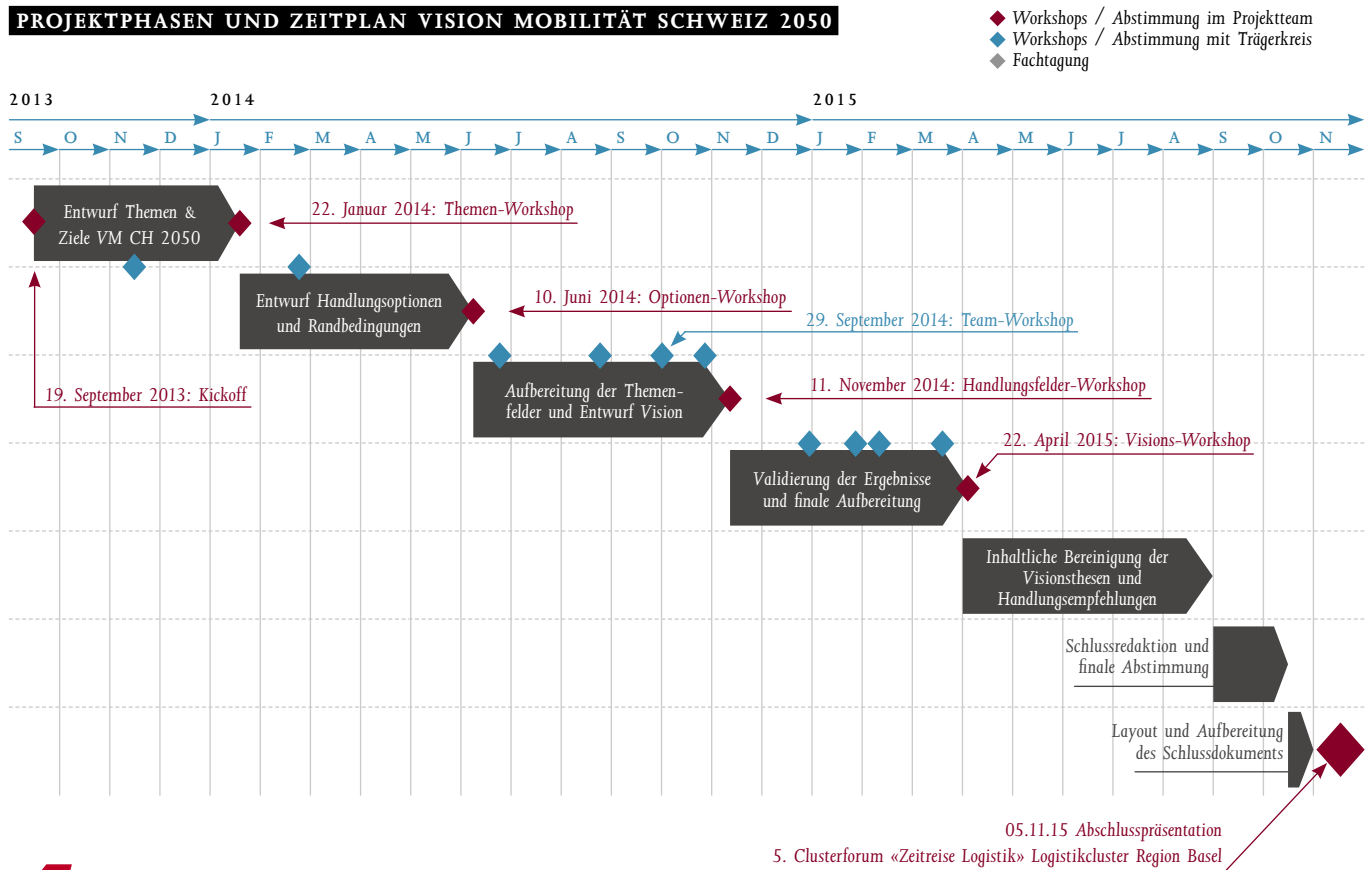 PROJEKTPHASEN UND ZEITPLAN VISION MOBILITÄT SCHWEIZ 2050
Workshops / Abstimmung im Projektteam
Workshops / Abstimmung mit Trägerkreis
Fachtagung
2013 2014 2015
S O N D J F M A M J J A S O N D J F M A M J J A S O N
Entwurf Themen &
Ziele VM CH 2050
22. Januar 2014: Themen-Workshop
Entwurf Handlungsoptionen
und Randbedingungen
10. Juni 2014: Optionen-Workshop
29. September 2014: Team-Workshop
19. September 2013: Kickoff
Aufbereitung der Themen-
felder und Entwurf Vision
11. November 2014: Handlungsfelder-Workshop
22. April 2015: Visions-Workshop
Validierung der Ergebnisse
und finale Aufbereitung
Inhaltliche Bereinigung der
Visionsthesen und
Handlungsempfehlungen
Schlussredaktion und
finale Abstimmung
Layout und Aufbereitung
des Schlussdokuments
05.11.15 Abschlusspräsentation
5. Clusterforum «Zeitreise Logistik» Logistikcluster Region Basel